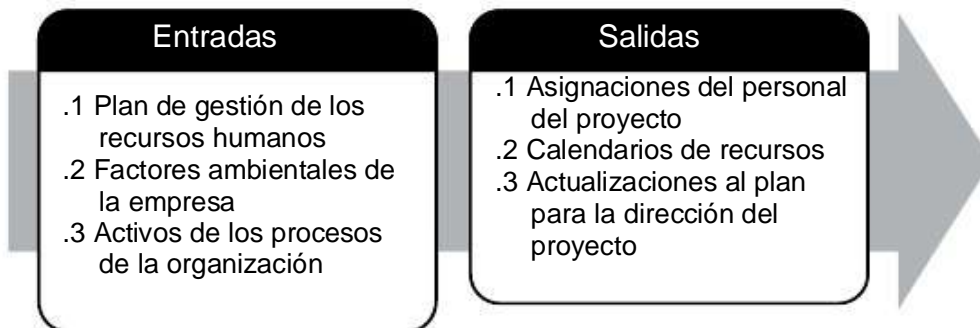 Entradas
.1 Plan de gestión de los
recursos humanos
.2 Factores ambientales de
la empresa
.3 Activos de los procesos
de la organización
Salidas
.1 Asignaciones del personal
del proyecto
.2 Calendarios de recursos
.3 Actualizaciones al plan
para la dirección del
proyecto